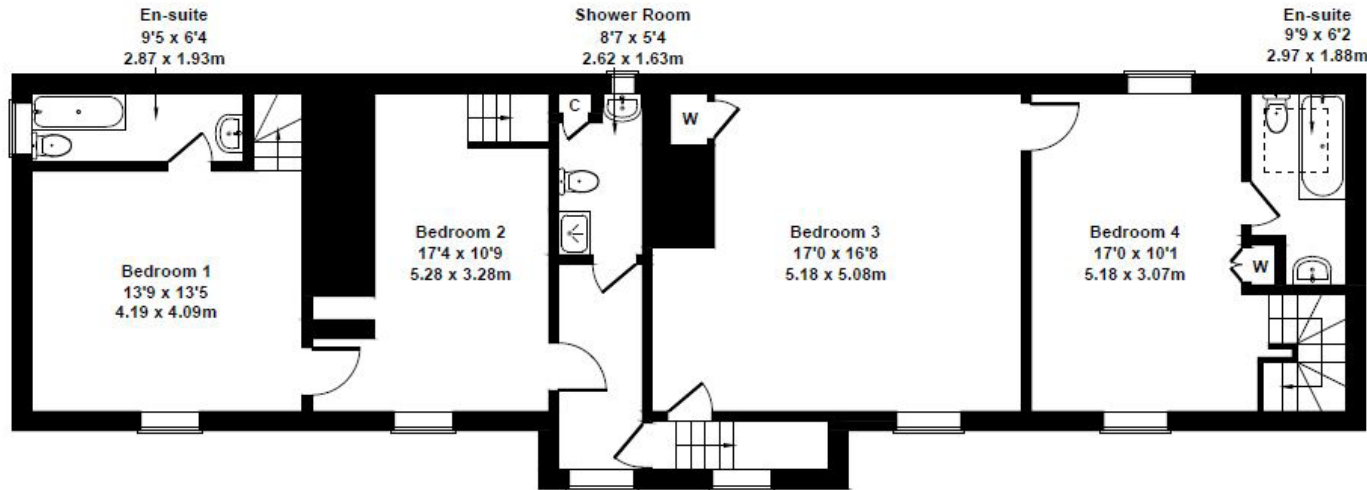 En-suite
9'5 x 6'4
2.87 x 1.93m
Shower Room
8'7 x 5'4
2.62 x 1.63m
En-suite
9'9 x 6'2
2.97 x 1.88m
C
W
Bedroom 1
13'9 x 13'5
4.19 x 4.09m
Bedroom 2
17'4 x 10'9
5.28 x 3.28m
Bedroom 3
17'0 x 16'8
5.18 x 5.08m
Bedroom 4
17'0 x 10'1
5.18 x 3.07m
W